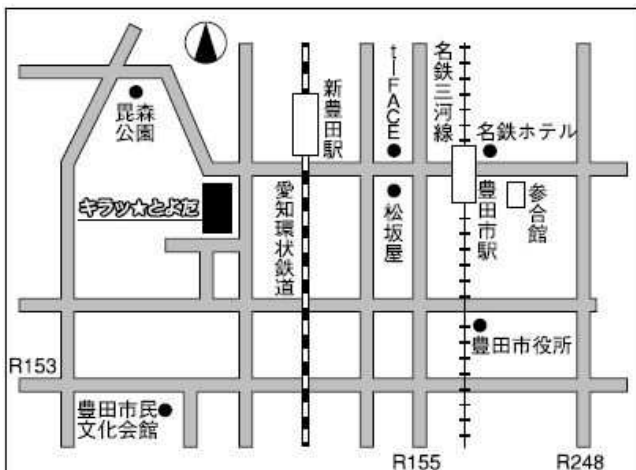 毘森
公園
キラッ★とよた
新豊田駅
愛知環状鉄道
t-FACE
松坂屋
名鉄三河線
名鉄ホテル
豊田市駅
参合館
豊田市役所
R153
豊田市民
文化会館
R155
R248